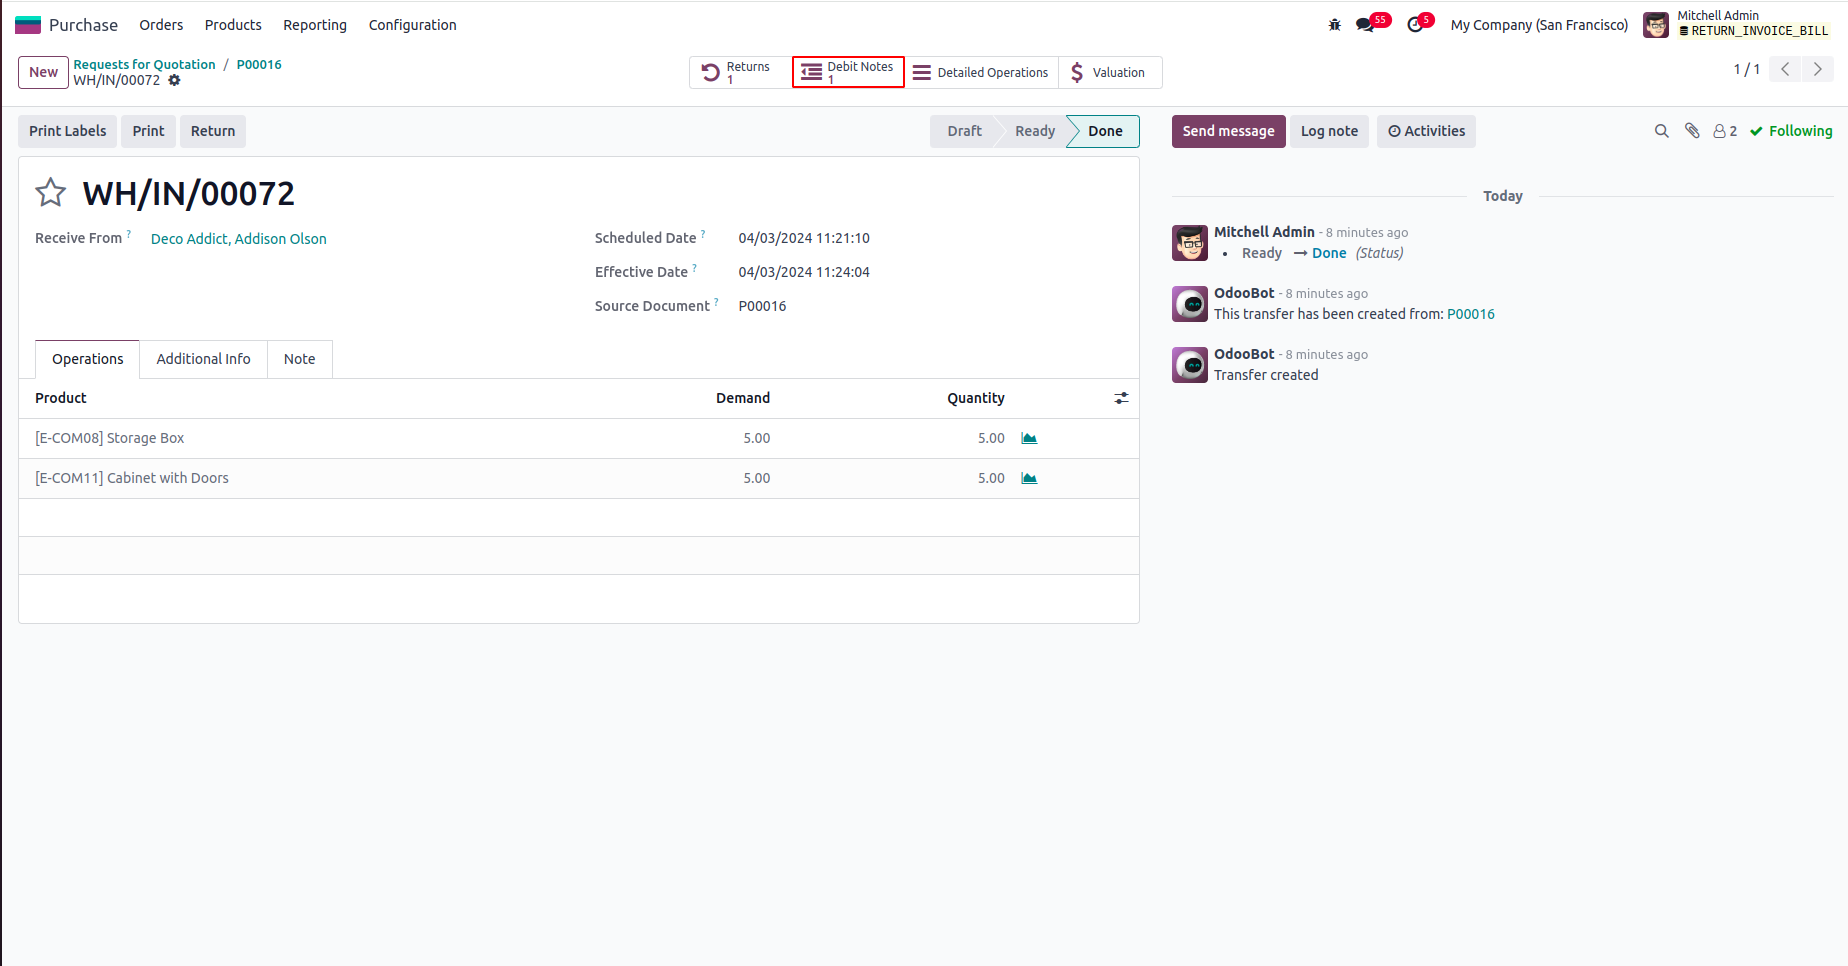 Purchase Orders Products Reporting Configuration
55 5 My Company (San Francisco) Mitchell Admin
RETURN_INVOICE_BILL
New Requests for Quotation / P00016
WH/IN/00072
Returns 1
Debit Notes 1
Detailed Operations
Valuation
1 / 1
Print Labels Print Return
Draft Ready Done
Send message Log note Activities
2 Following
WH/IN/00072
Receive From ? Deco Addict, Addison Olson
Scheduled Date ? 04/03/2024 11:21:10
Effective Date ? 04/03/2024 11:24:04
Source Document ? P00016
Operations Additional Info Note
Product Demand Quantity
[E-COM08] Storage Box 5.00 5.00
[E-COM11] Cabinet with Doors 5.00 5.00
Today
Mitchell Admin - 8 minutes ago
• Ready → Done (Status)
OdooBot - 8 minutes ago
This transfer has been created from: P00016
OdooBot - 8 minutes ago
Transfer created